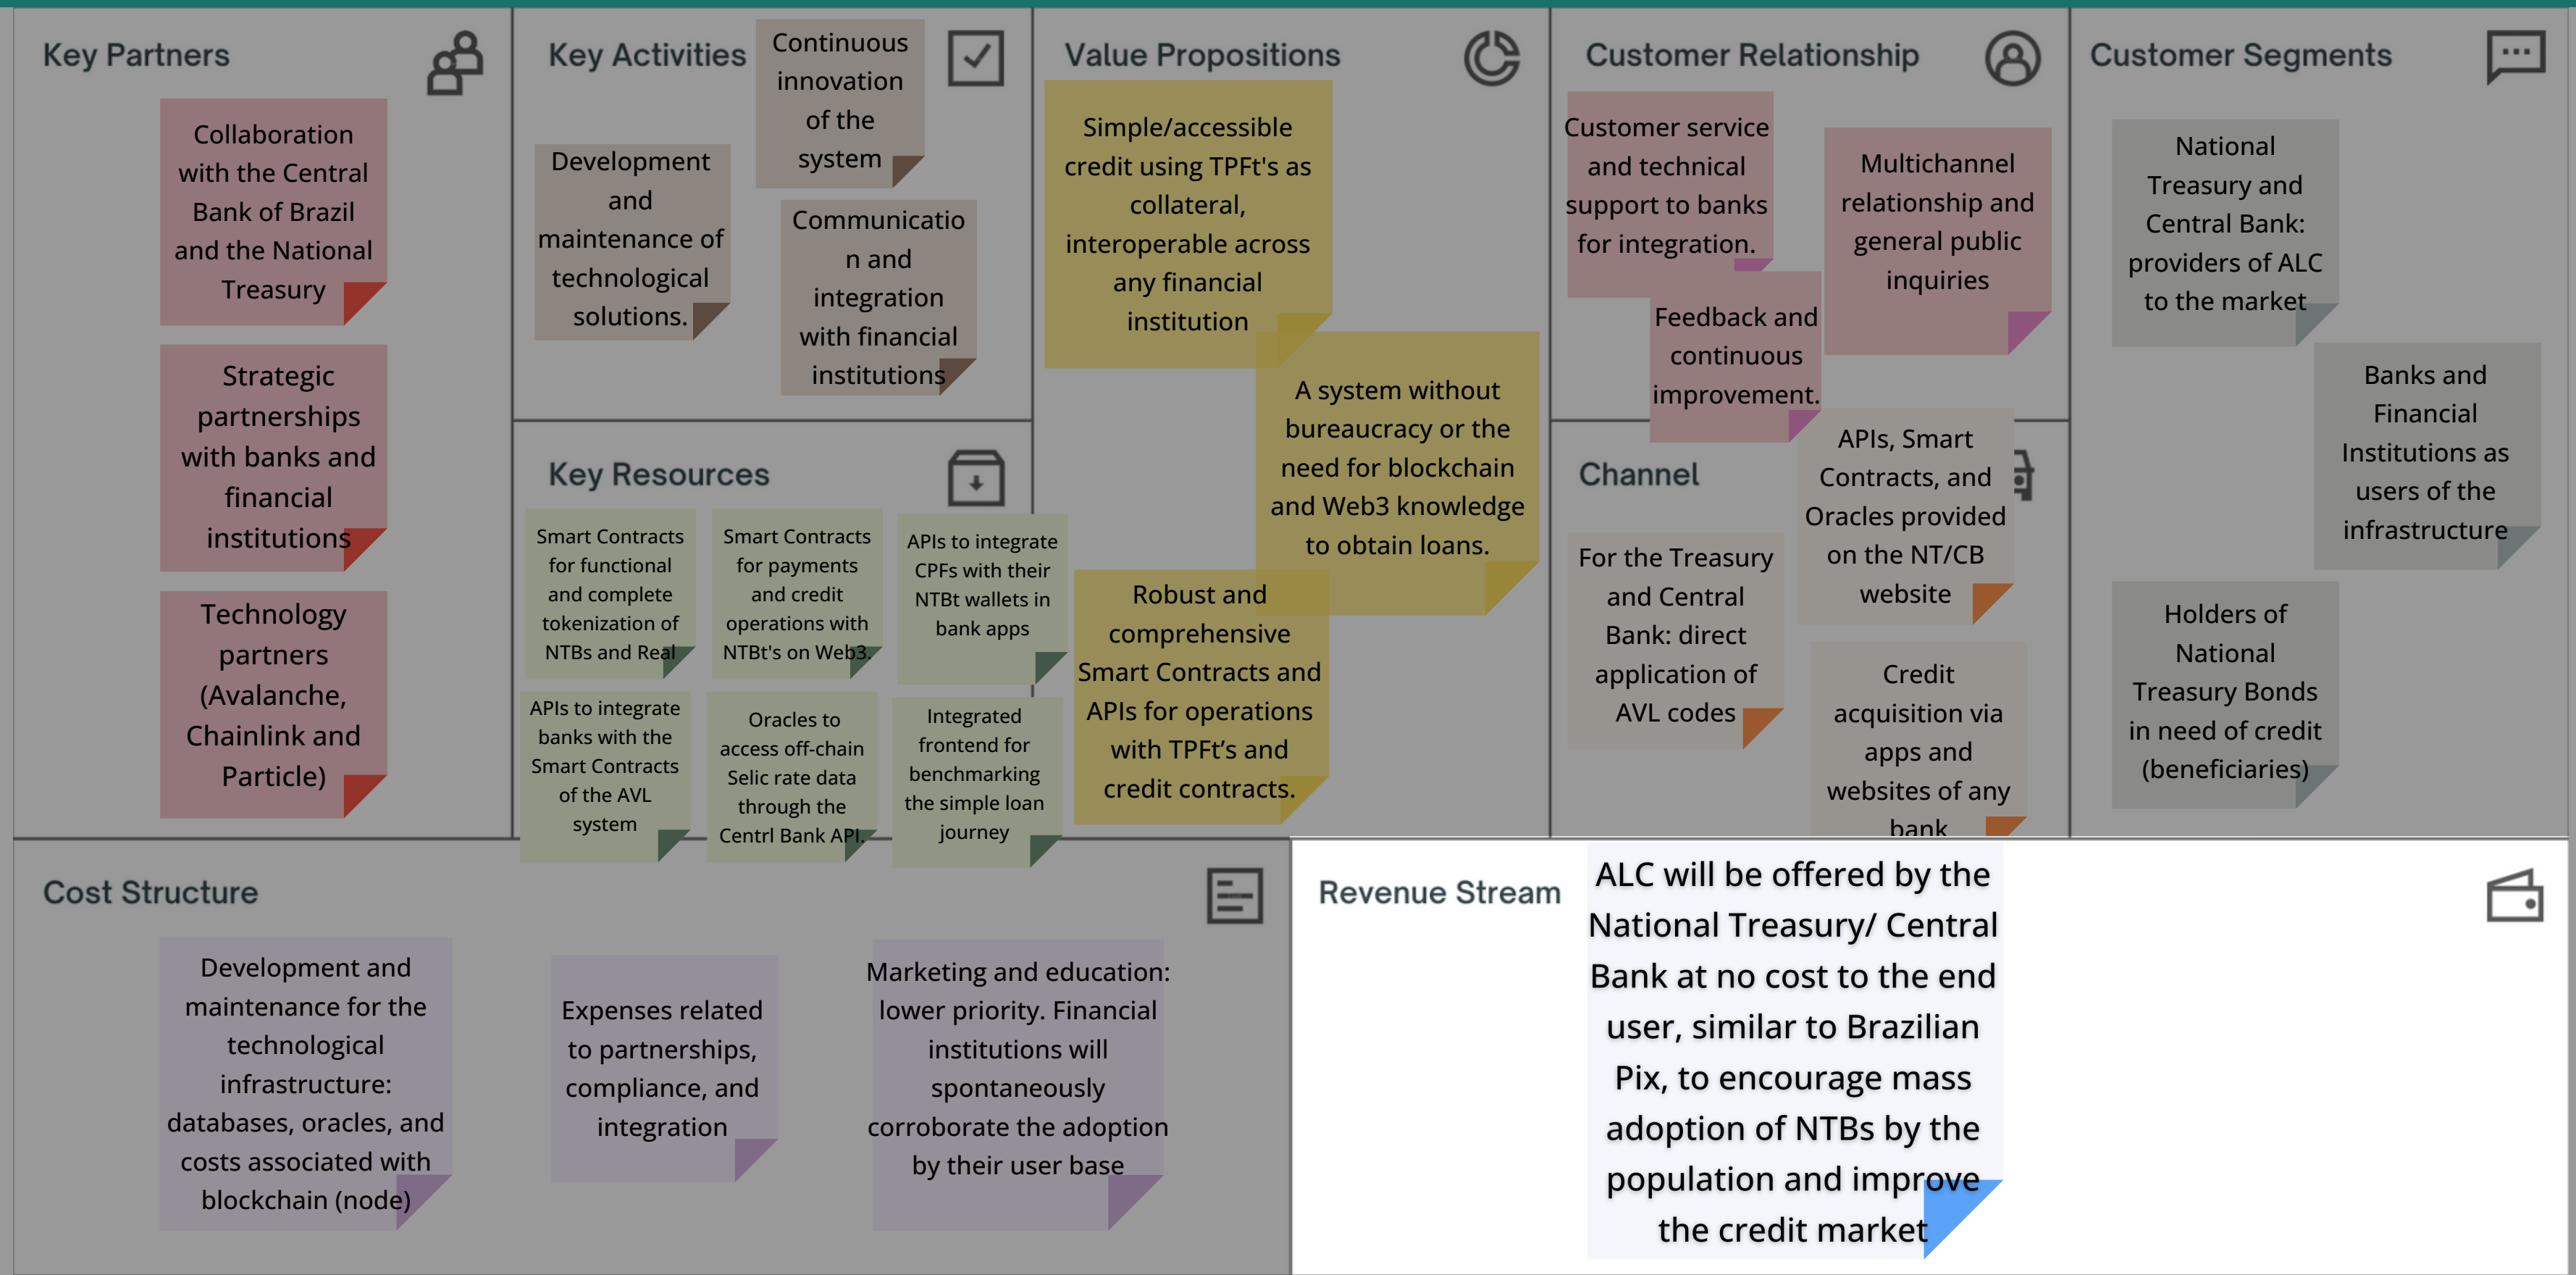 Key Partners
Collaboration
with the Central
Bank of Brazil
and the National
Treasury
Strategic
partnerships
with banks and
financial
institutions
Technology
partners
(Avalanche,
Chainlink and
Particle)
Key Activities
Continuous
innovation
of the
system
Development
and
maintenance of
technological
solutions.
Communicatio
n and
integration
with financial
institutions
Key Resources
Smart Contracts
for functional
and complete
tokenization of
NTBs and Real
Smart Contracts
for payments
and credit
operations with
NTBt's on Web3.
APIs to integrate
CPFs with their
NTBt wallets in
bank apps
APIs to integrate
banks with the
Smart Contracts
of the AVL
system
Oracles to
access off-chain
Selic rate data
through the
Centrl Bank API.
Integrated
frontend for
benchmarking
the simple loan
journey
Value Propositions
Simple/accessible
credit using TPFt's as
collateral,
interoperable across
any financial
institution
A system without
bureaucracy or the
need for blockchain
and Web3 knowledge
to obtain loans.
Robust and
comprehensive
Smart Contracts and
APIs for operations
with TPFt’s and
credit contracts.
Customer Relationship
Customer service
and technical
support to banks
for integration.
Multichannel
relationship and
general public
inquiries
Feedback and
continuous
improvement.
Channel
APIs, Smart
Contracts, and
Oracles provided
on the NT/CB
website
For the Treasury
and Central
Bank: direct
application of
AVL codes
Credit
acquisition via
apps and
websites of any
bank
Customer Segments
National
Treasury and
Central Bank:
providers of ALC
to the market
Banks and
Financial
Institutions as
users of the
infrastructure
Holders of
National
Treasury Bonds
in need of credit
(beneficiaries)
Cost Structure
Development and
maintenance for the
technological
infrastructure:
databases, oracles, and
costs associated with
blockchain (node)
Expenses related
to partnerships,
compliance, and
integration
Marketing and education:
lower priority. Financial
institutions will
spontaneously
corroborate the adoption
by their user base
Revenue Stream
ALC will be offered by the
National Treasury/ Central
Bank at no cost to the end
user, similar to Brazilian
Pix, to encourage mass
adoption of NTBs by the
population and improve
the credit market